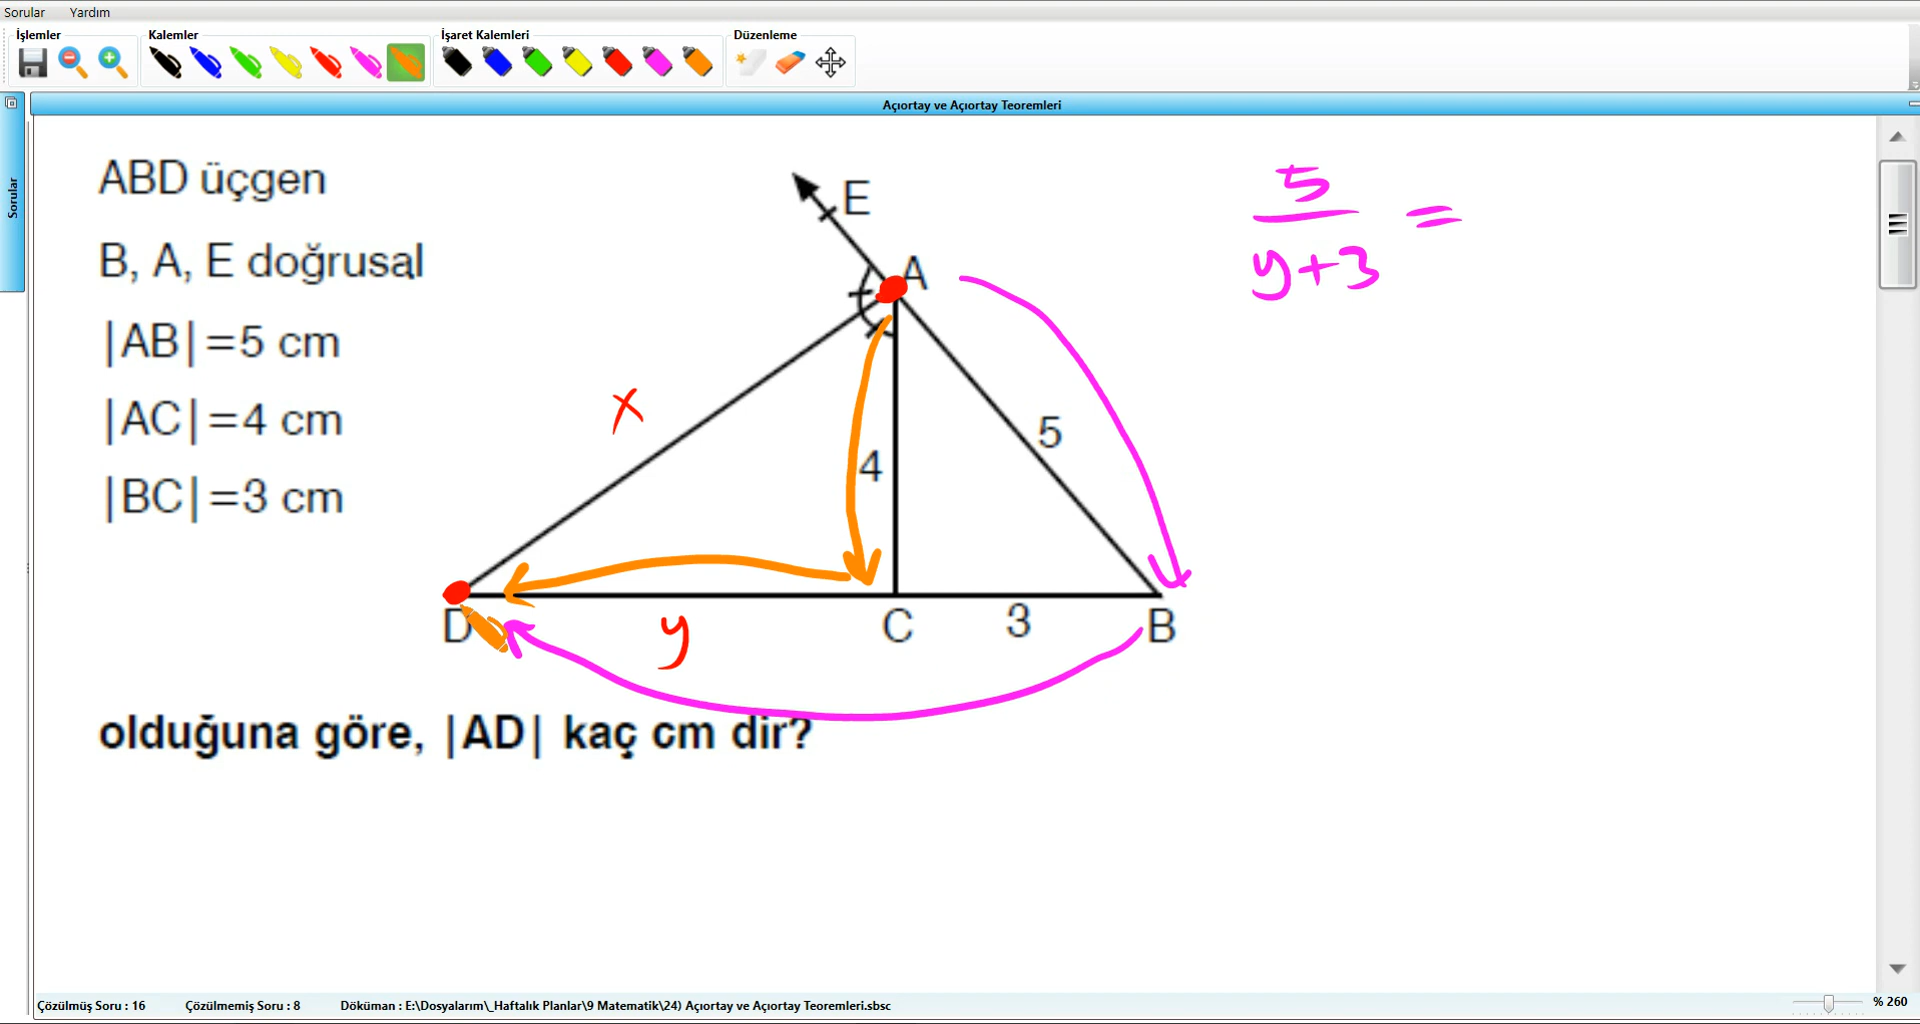 Sorular Yardım
İşlemler Kalemler İşaret Kalemleri Düzenleme
Açıortay ve Açıortay Teoremleri
Sorular
ABD üçgen
B, A, E doğrusal
|AB|=5 cm
|AC|=4 cm
|BC|=3 cm
E
A
x
4
5
D
y
C
3
B
5
y+3
=
olduğuna göre, |AD| kaç cm dir?
Çözülmüş Soru : 16 Çözülmemiş Soru : 8 Döküman : E:\Dosyalarım\_Haftalık Planlar\9 Matematik\24) Açıortay ve Açıortay Teoremleri.sbsc % 260